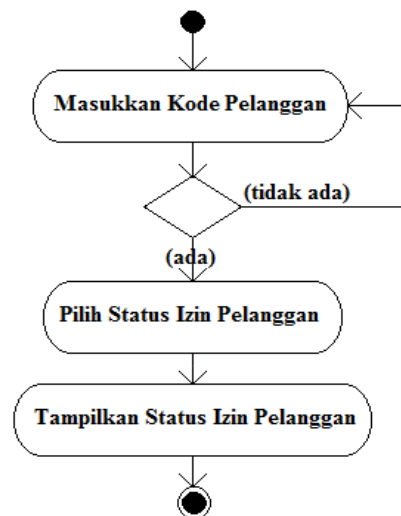 Masukkan Kode Pelanggan
(tidak ada)
(ada)
Pilih Status Izin Pelanggan
Tampilkan Status Izin Pelanggan